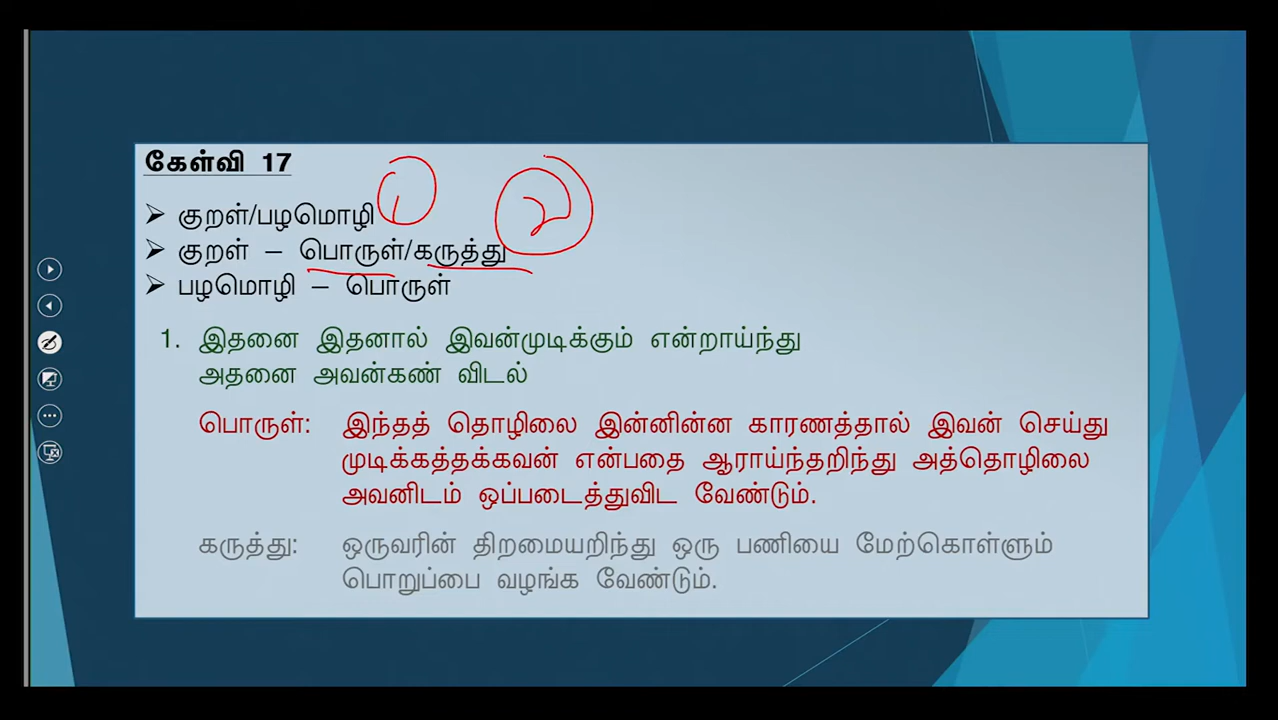 கேள்வி 17
➢ குறள்/பழமொழி 1 2
➢ குறள் – பொருள்/கருத்து
➢ பழமொழி – பொருள்
1. இதனை இதனால் இவன்முடிக்கும் என்றாய்ந்து
அதனை அவன்கண் விடல்
பொருள்: இந்தத் தொழிலை இன்னின்ன காரணத்தால் இவன் செய்து
முடிக்கத்தக்கவன் என்பதை ஆராய்ந்தறிந்து அத்தொழிலை
அவனிடம் ஒப்படைத்துவிட வேண்டும்.
கருத்து: ஒருவரின் திறமையறிந்து ஒரு பணியை மேற்கொள்ளும்
பொறுப்பை வழங்க வேண்டும்.